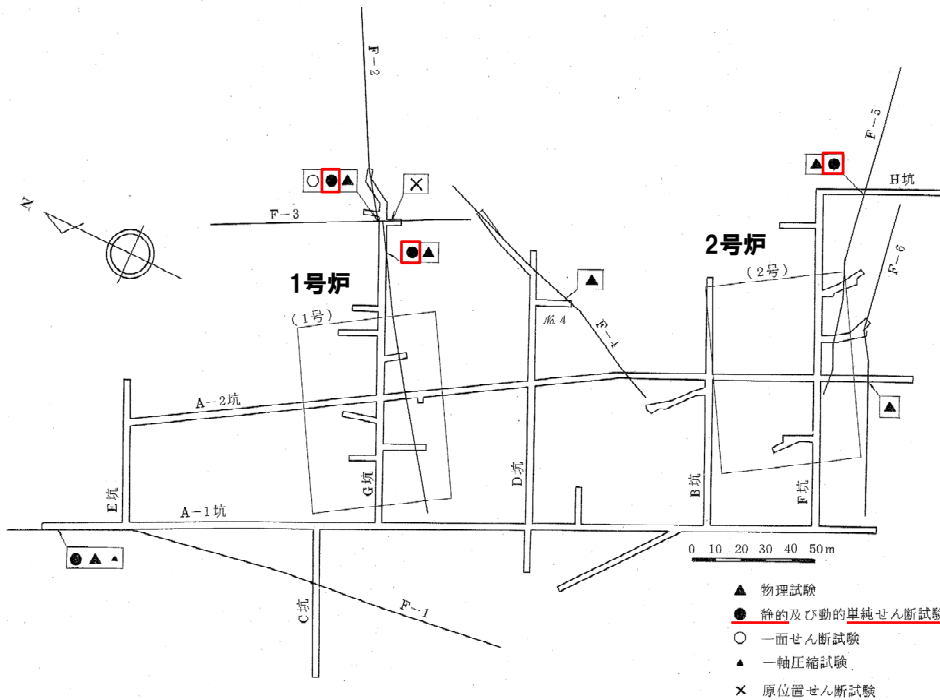 F-2
F-5
H坑
N
F-3
F-6
1号炉
2号炉
(1号)
(2号)
№4
F-4
A-2坑
E坑
G坑
D坑
B坑
F坑
A-1坑
C坑
F-1
0 10 20 30 40 50m
▲ 物理試験
● 静的及び動的単純せん断試験
○ 一面せん断試験
▲ 一軸圧縮試験
× 原位置せん断試験